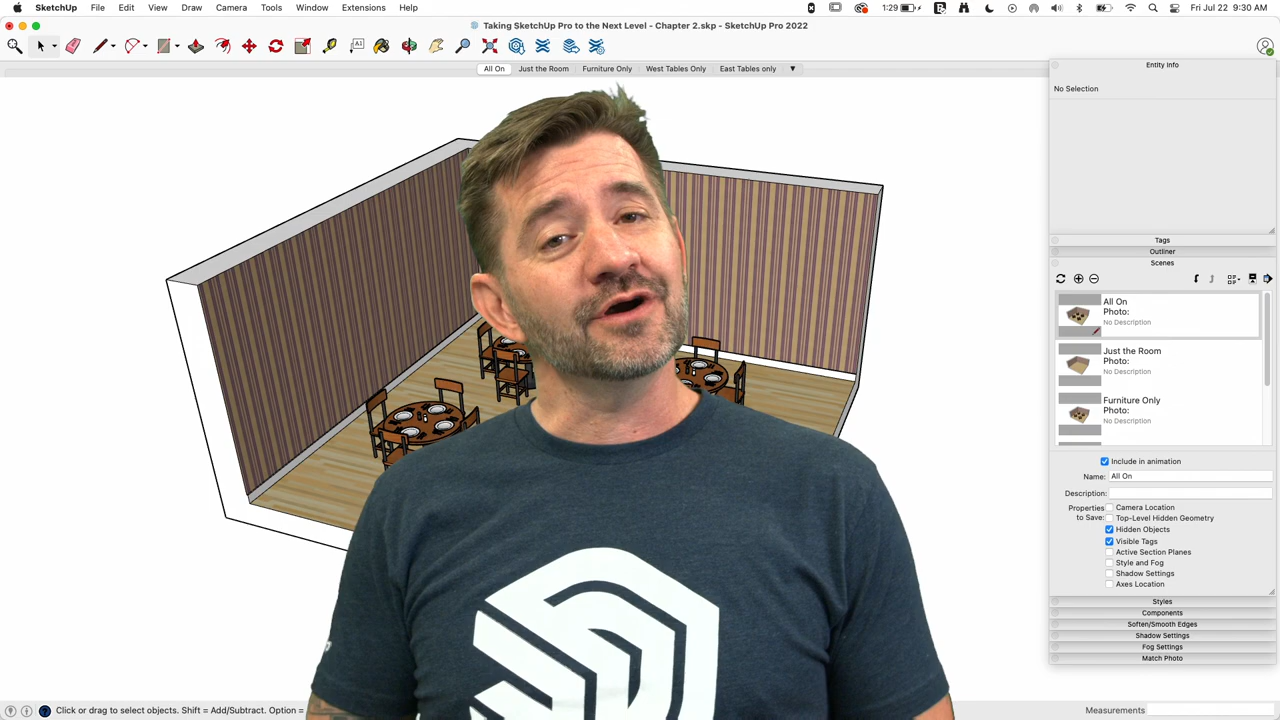 SketchUp File Edit View Draw Camera Tools Window Extensions Help 1:29 Fri Jul 22 9:30 AM
Taking SketchUp Pro to the Next Level - Chapter 2.skp - SketchUp Pro 2022
All On Just the Room Furniture Only West Tables Only East Tables only
Entity Info
No Selection
Tags
Outliner
Scenes
All On
Photo:
No Description
Just the Room
Photo:
No Description
Furniture Only
Photo:
No Description
Include in animation
Name: All On
Description:
Properties to Save:
Camera Location
Top-Level Hidden Geometry
Hidden Objects
Visible Tags
Active Section Planes
Style and Fog
Shadow Settings
Axes Location
Styles
Components
Soften/Smooth Edges
Shadow Settings
Fog Settings
Match Photo
Click or drag to select objects. Shift = Add/Subtract. Option =
Measurements